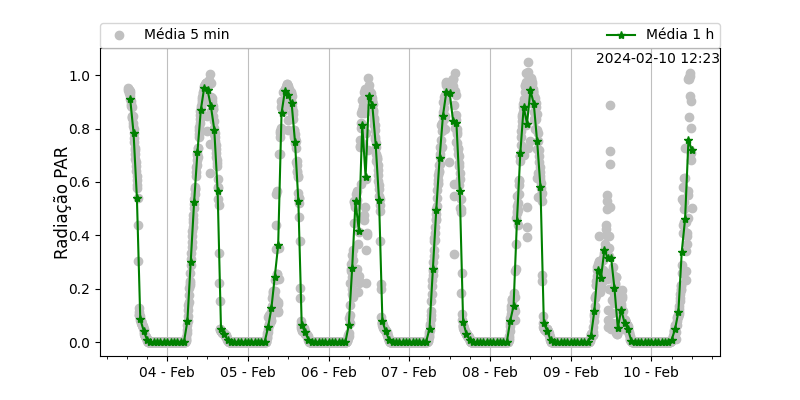 Média 5 min
Média 1 h
2024-02-10 12:23
Radiação PAR
1.0
0.8
0.6
0.4
0.2
0.0
04 - Feb
05 - Feb
06 - Feb
07 - Feb
08 - Feb
09 - Feb
10 - Feb